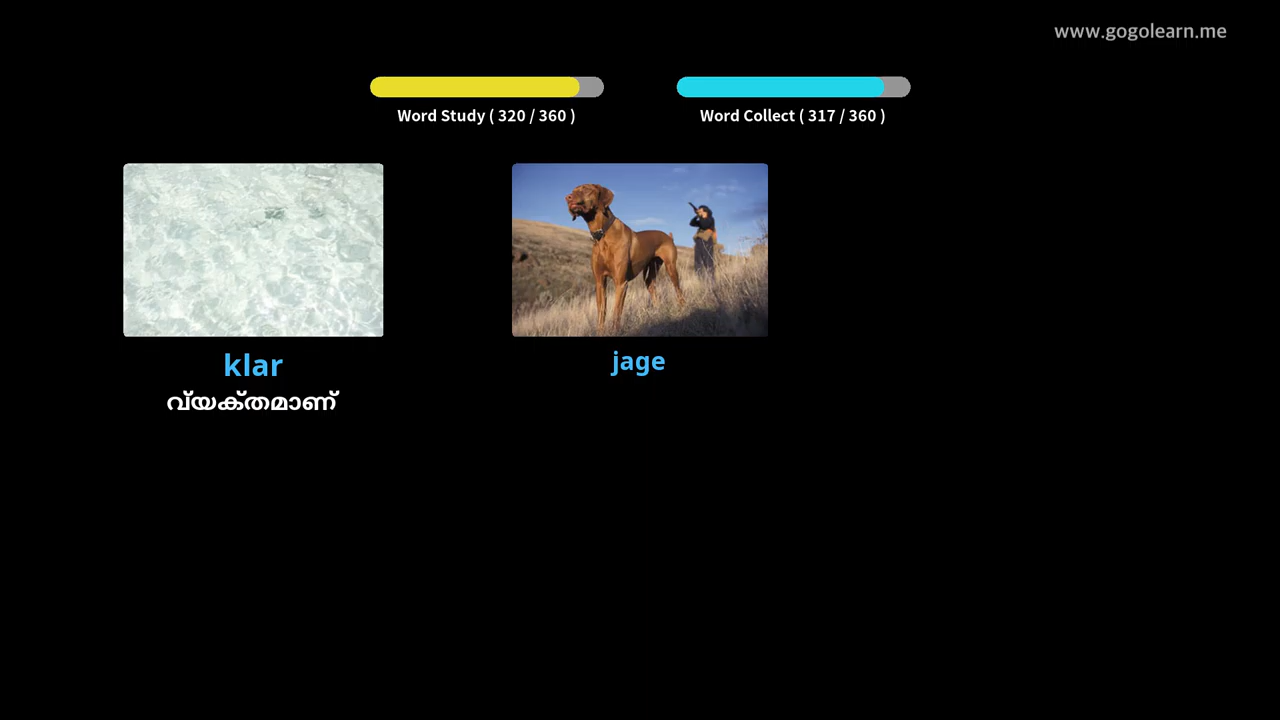 www.gogolearn.me
Word Study ( 320 / 360 )
Word Collect ( 317 / 360 )
klar
വ്യക്തമാണ്
jage